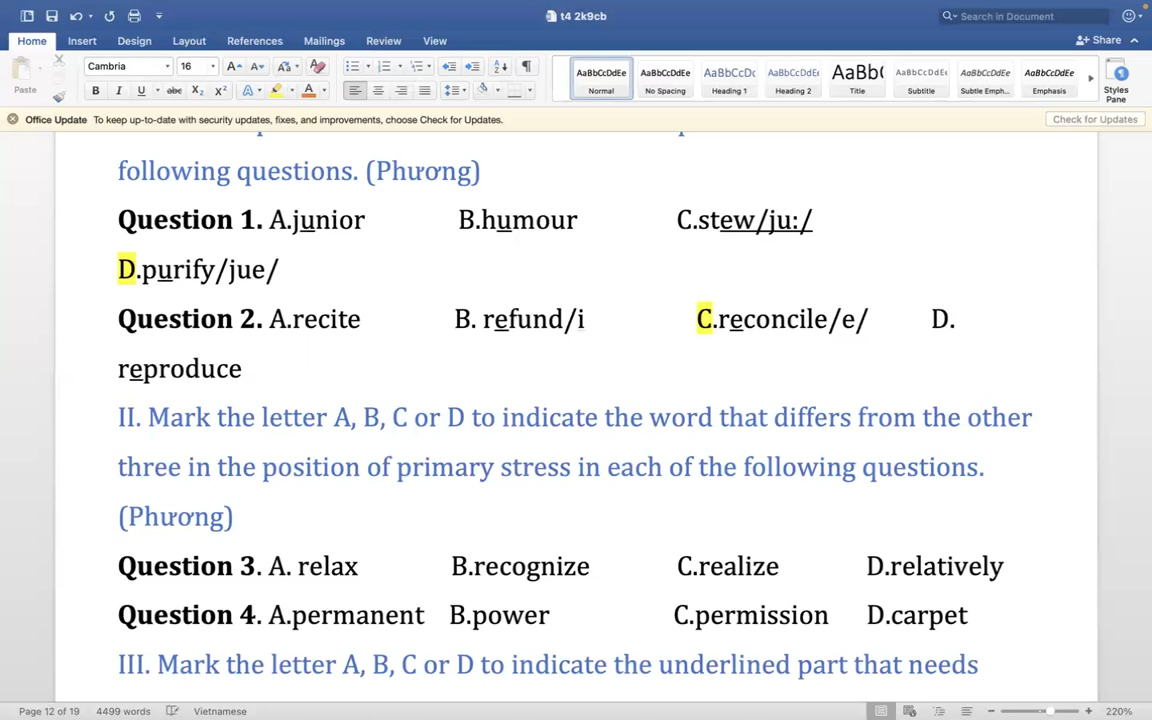 t4 2k9cb
Search in Document
Home Insert Design Layout References Mailings Review View
Share
Paste
Cambria 16
AaBbCcDdEe AaBbCcDdEe AaBbCcDc AaBbCcDdEe AaBbC AaBbCcDdEe AaBbCcDdEe AaBbCcDdEe
B I U abc X2 X2 A A
Normal No Spacing Heading 1 Heading 2 Title Subtitle Subtle Emph... Emphasis
Styles
Pane
Office Update To keep up-to-date with security updates, fixes, and improvements, choose Check for Updates. Check for Updates
following questions. (Phương)
Question 1. A.junior B.humour C.stew/ju:/
D.purify/jue/
Question 2. A.recite B. refund/i C.reconcile/e/ D.
reproduce
II. Mark the letter A, B, C or D to indicate the word that differs from the other
three in the position of primary stress in each of the following questions.
(Phương)
Question 3. A. relax B.recognize C.realize D.relatively
Question 4. A.permanent B.power C.permission D.carpet
III. Mark the letter A, B, C or D to indicate the underlined part that needs
Page 12 of 19 4499 words Vietnamese 220%